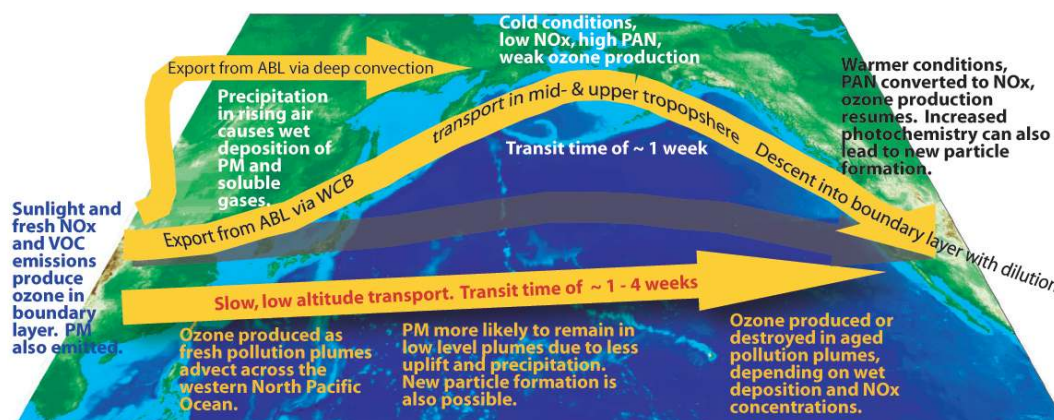 Cold conditions,
low NOx, high PAN,
weak ozone production
Export from ABL via deep convection
Precipitation
in rising air
causes wet
deposition of
PM and
soluble
gases.
Export from ABL via WCB
transport in mid- & upper tropopshere
Descent into boundary layer with dilution
Transit time of ~ 1 week
Warmer conditions,
PAN converted to NOx,
ozone production
resumes. Increased
photochemistry can also
lead to new particle
formation.
Sunlight and
fresh NOx
and VOC
emissions
produce
ozone in
boundary
layer. PM
also emitted.
Slow, low altitude transport. Transit time of ~ 1 - 4 weeks
Ozone produced as
fresh pollution plumes
advect across the
western North Pacific
Ocean.
PM more likely to remain in
low level plumes due to less
uplift and precipitation.
New particle formation is
also possible.
Ozone produced or
destroyed in aged
pollution plumes,
depending on wet
deposition and NOx
concentrations.